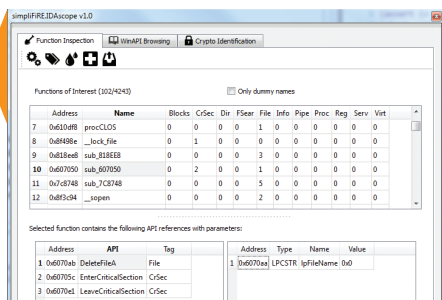 simpliFiRE.IDAscope v1.0
Function Inspection WinAPI Browsing Crypto Identification
Functions of Interest (102/4243) Only dummy names
Address Name Blocks CrSec Dir FSear File Info Pipe Proc Reg Serv Virt
7 0x610df8 procCLOS 0 0 0 0 1 0 0 0 0 0 0
8 0x8f498e __lock_file 0 1 0 0 0 0 0 0 0 0 0
9 0x818ee8 sub_818EE8 0 0 0 0 3 0 0 0 0 0 0
10 0x607050 sub_607050 0 2 0 0 1 0 0 0 0 0 0
11 0x7c8748 sub_7C8748 0 0 0 0 5 0 0 0 0 0 0
12 0x8f3c94 __sopen 0 0 0 0 2 0 0 0 0 0 0
Selected function contains the following API references with parameters:
Address API Tag Address Type Name Value
1 0x6070ab DeleteFileA File 1 0x6070aa LPCSTR lpFileName 0x0
2 0x60705c EnterCriticalSection CrSec
3 0x6070e1 LeaveCriticalSection CrSec